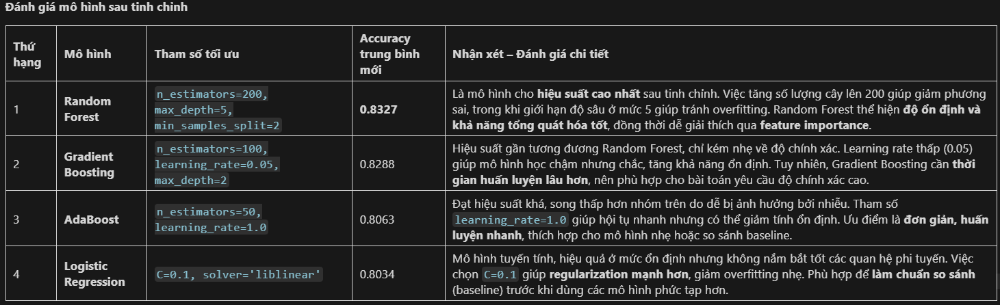 Đánh giá mô hình sau tinh chỉnh
Thứ hạng
Mô hình
Tham số tối ưu
Accuracy trung bình mới
Nhận xét – Đánh giá chi tiết
1
Random Forest
n_estimators=200,
max_depth=5,
min_samples_split=2
0.8327
Là mô hình cho hiệu suất cao nhất sau tinh chỉnh. Việc tăng số lượng cây lên 200 giúp giảm phương
sai, trong khi giới hạn độ sâu ở mức 5 giúp tránh overfitting. Random Forest thể hiện độ ổn định và
khả năng tổng quát hóa tốt, đồng thời dễ giải thích qua feature importance.
2
Gradient Boosting
n_estimators=100,
learning_rate=0.05,
max_depth=2
0.8288
Hiệu suất gần tương đương Random Forest, chỉ kém nhẹ về độ chính xác. Learning rate thấp (0.05)
giúp mô hình học chậm nhưng chắc, tăng khả năng ổn định. Tuy nhiên, Gradient Boosting cần thời
gian huấn luyện lâu hơn, nên phù hợp cho bài toán yêu cầu độ chính xác cao.
3
AdaBoost
n_estimators=50,
learning_rate=1.0
0.8063
Đạt hiệu suất khá, song thấp hơn nhóm trên do dễ bị ảnh hưởng bởi nhiễu. Tham số
learning_rate=1.0 giúp hội tụ nhanh nhưng có thể giảm tính ổn định. Ưu điểm là đơn giản, huấn
luyện nhanh, thích hợp cho mô hình nhẹ hoặc so sánh baseline.
4
Logistic Regression
C=0.1, solver='liblinear'
0.8034
Mô hình tuyến tính, hiệu quả ở mức ổn định nhưng không nắm bắt tốt các quan hệ phi tuyến. Việc
chọn C=0.1 giúp regularization mạnh hơn, giảm overfitting nhẹ. Phù hợp để làm chuẩn so sánh
(baseline) trước khi dùng các mô hình phức tạp hơn.